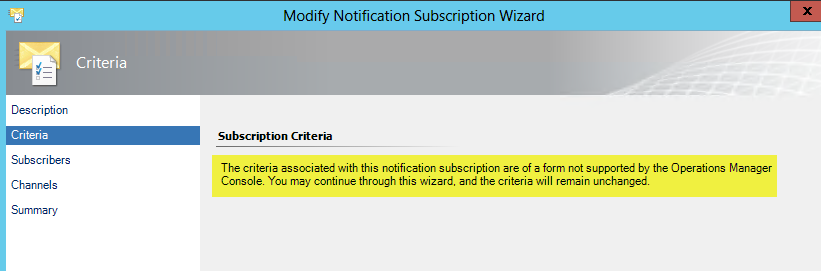 Modify Notification Subscription Wizard
x
Criteria
Description
Criteria
Subscribers
Channels
Summary
Subscription Criteria
The criteria associated with this notification subscription are of a form not supported by the Operations Manager
Console. You may continue through this wizard, and the criteria will remain unchanged.